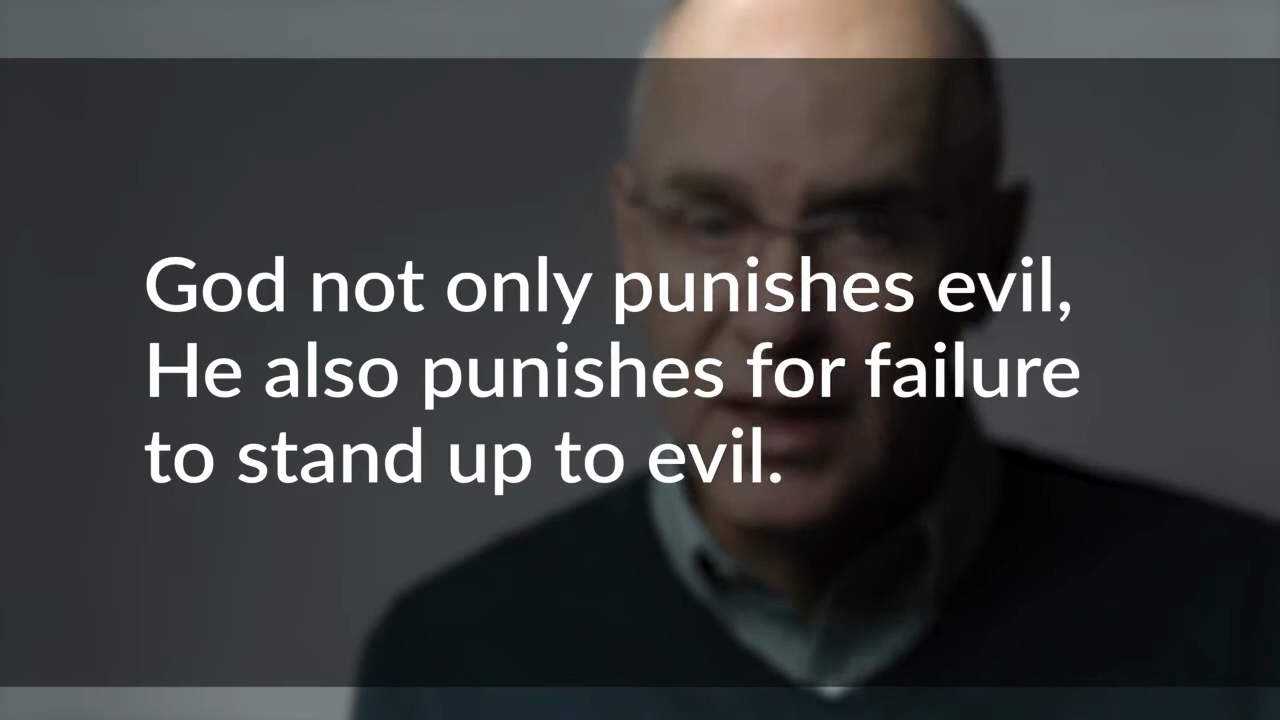 God not only punishes evil,
He also punishes for failure
to stand up to evil.